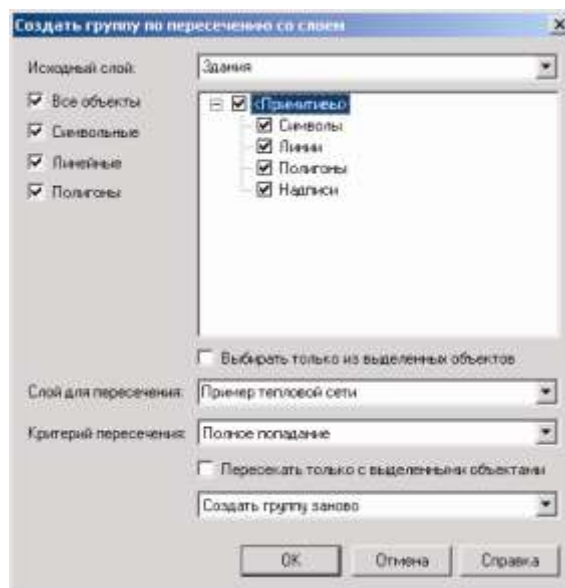 Создать группу по пересечению со слоем
Исходный слой: Здания
Все объекты
Символьные
Линейные
Полигоны
<Примитивы>
Символы
Линии
Полигоны
Надписи
Выбирать только из выделенных объектов
Слой для пересечения: Пример тепловой сети
Критерий пересечения: Полное попадание
Пересекать только с выделенными объектами
Создать группу заново
OK Отмена Справка